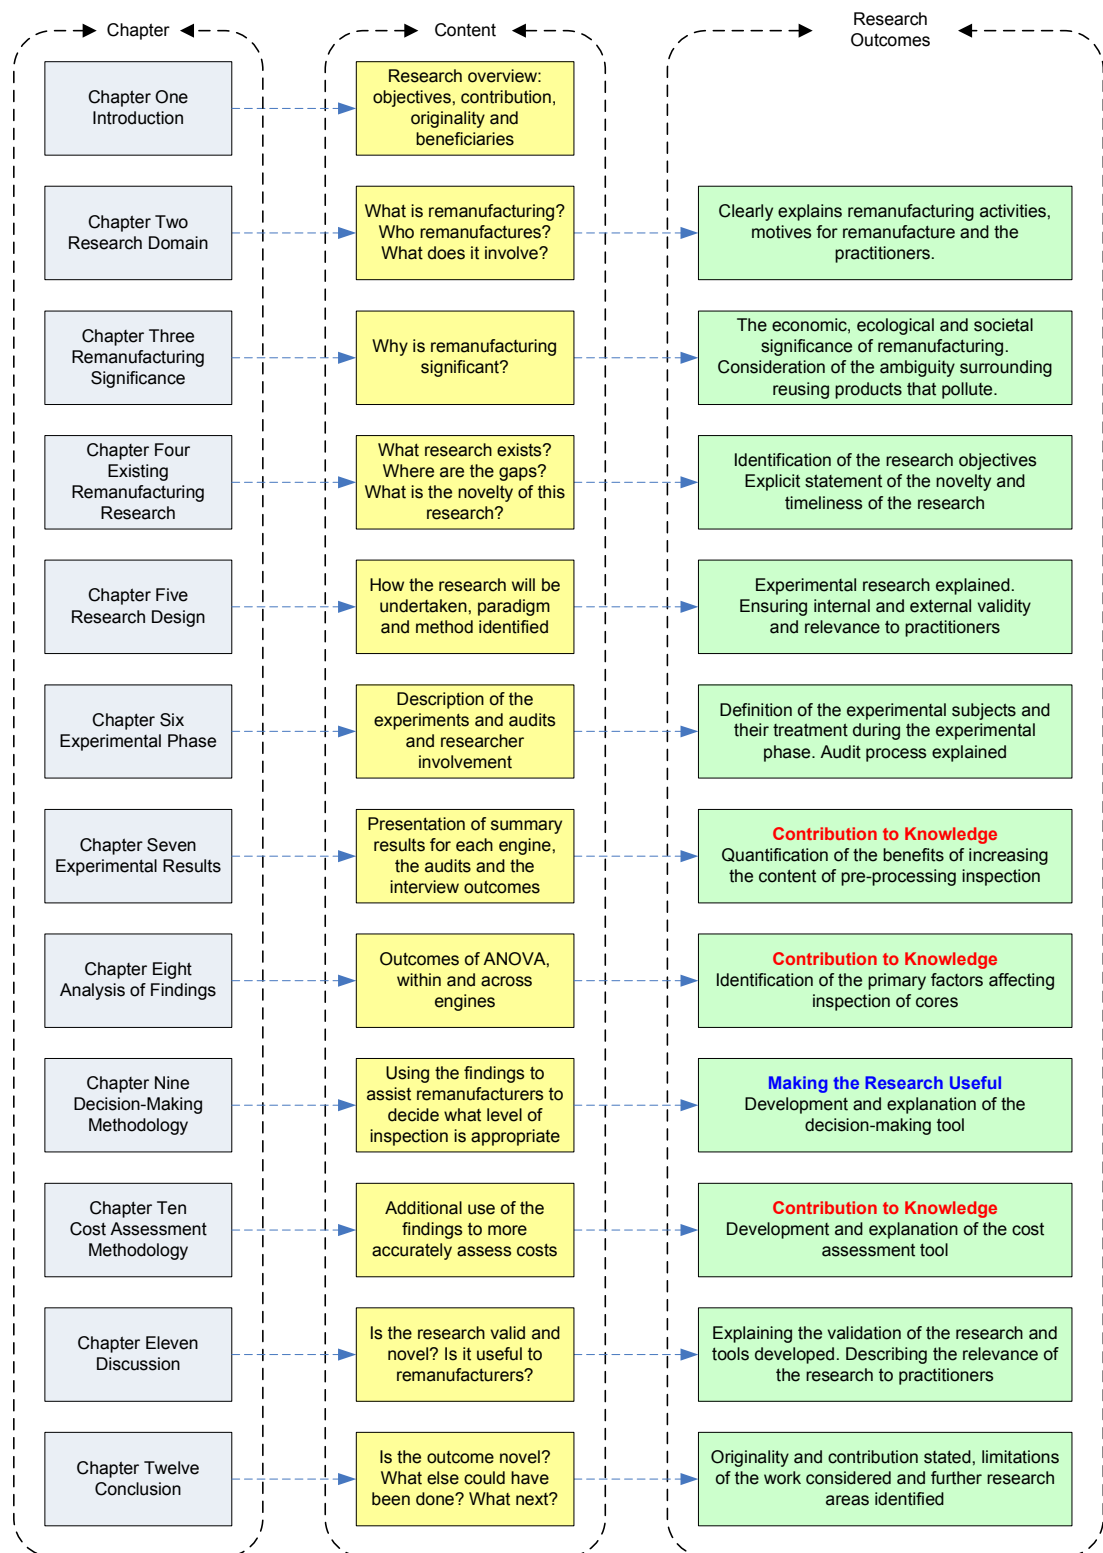 Chapter
Content
Research
Outcomes
Chapter One
Introduction
Research overview:
objectives, contribution,
originality and
beneficiaries
Chapter Two
Research Domain
What is remanufacturing?
Who remanufactures?
What does it involve?
Clearly explains remanufacturing activities,
motives for remanufacture and the
practitioners.
Chapter Three
Remanufacturing
Significance
Why is remanufacturing
significant?
The economic, ecological and societal
significance of remanufacturing.
Consideration of the ambiguity surrounding
reusing products that pollute.
Chapter Four
Existing
Remanufacturing
Research
What research exists?
Where are the gaps?
What is the novelty of this
research?
Identification of the research objectives
Explicit statement of the novelty and
timeliness of the research
Chapter Five
Research Design
How the research will be
undertaken, paradigm
and method identified
Experimental research explained.
Ensuring internal and external validity
and relevance to practitioners
Chapter Six
Experimental Phase
Description of the
experiments and audits
and researcher
involvement
Definition of the experimental subjects and
their treatment during the experimental
phase. Audit process explained
Chapter Seven
Experimental Results
Presentation of summary
results for each engine,
the audits and the
interview outcomes
Contribution to Knowledge
Quantification of the benefits of increasing
the content of pre-processing inspection
Chapter Eight
Analysis of Findings
Outcomes of ANOVA,
within and across
engines
Contribution to Knowledge
Identification of the primary factors affecting
inspection of cores
Chapter Nine
Decision-Making
Methodology
Using the findings to
assist remanufacturers to
decide what level of
inspection is appropriate
Making the Research Useful
Development and explanation of the
decision-making tool
Chapter Ten
Cost Assessment
Methodology
Additional use of the
findings to more
accurately assess costs
Contribution to Knowledge
Development and explanation of the cost
assessment tool
Chapter Eleven
Discussion
Is the research valid and
novel? Is it useful to
remanufacturers?
Explaining the validation of the research and
tools developed. Describing the relevance of
the research to practitioners
Chapter Twelve
Conclusion
Is the outcome novel?
What else could have
been done? What next?
Originality and contribution stated, limitations
of the work considered and further research
areas identified